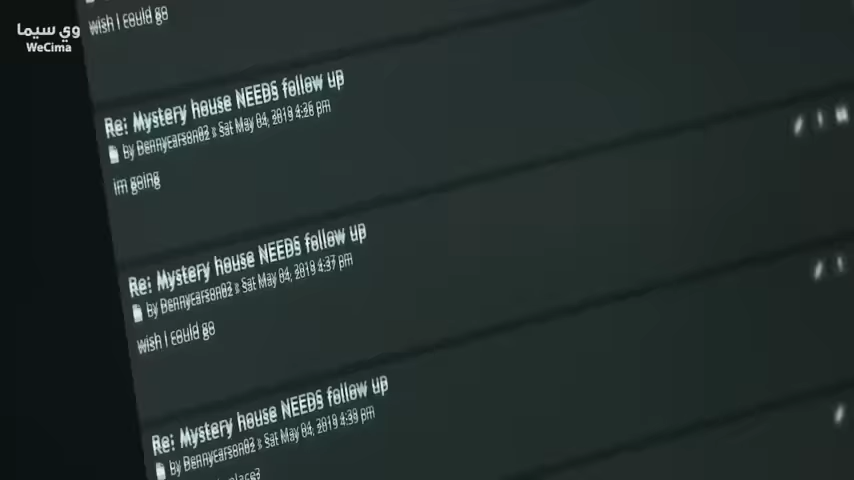 وي سيما
WeCima
wish I could go
Re: Mystery house NEEDS follow up
by Dennycarson02 » Sat May 04, 2019 4:26 pm
im going
Re: Mystery house NEEDS follow up
by Dennycarson02 » Sat May 04, 2019 4:37 pm
wish I could go
Re: Mystery house NEEDS follow up
by Dennycarson02 » Sat May 04, 2019 4:39 pm
place?